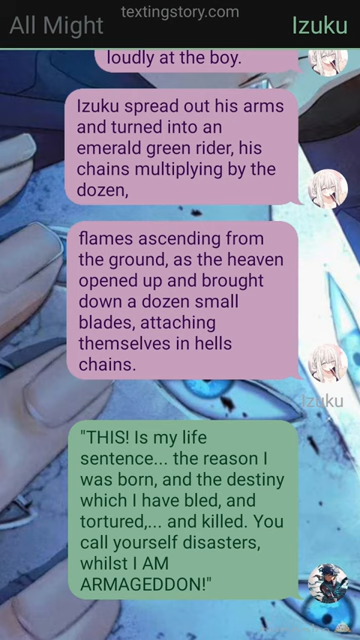 textingstory.com
All Might
Izuku
loudly at the boy.
Izuku spread out his arms
and turned into an
emerald green rider, his
chains multiplying by the
dozen,
flames ascending from
the ground, as the heaven
opened up and brought
down a dozen small
blades, attaching
themselves in hells
chains.
Izuku
"THIS! Is my life
sentence... the reason I
was born, and the destiny
which I have bled, and
tortured,... and killed. You
call yourself disasters,
whilst I AM
ARMAGEDDON!"